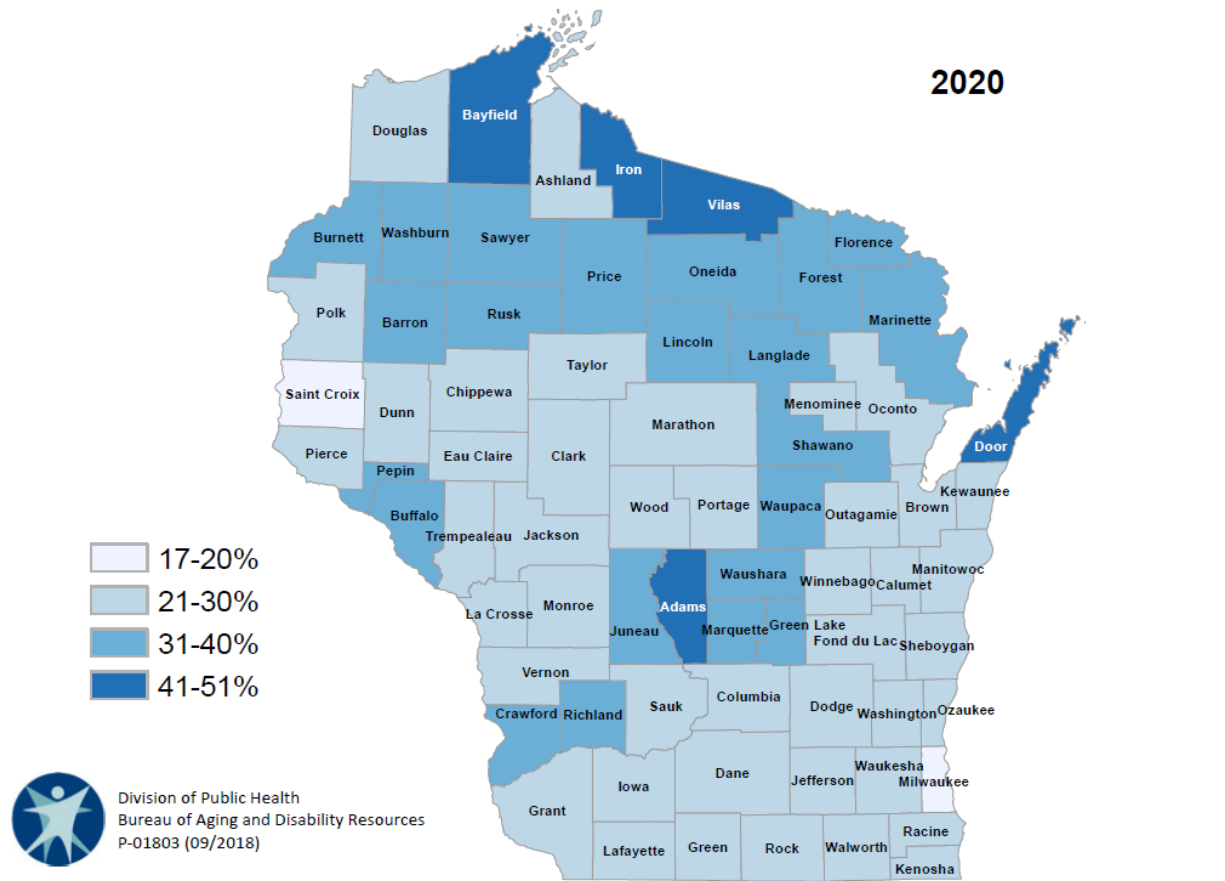 2020
Bayfield
Douglas
Iron
Ashland
Vilas
Burnett
Washburn
Sawyer
Florence
Price
Oneida
Forest
Polk
Barron
Rusk
Marinette
Lincoln
Langlade
Taylor
Saint Croix
Chippewa
Dunn
Menominee
Oconto
Marathon
Shawano
Door
Pierce
Eau Claire
Clark
Pepin
Kewaunee
Wood
Portage
Waupaca
Outagamie
Brown
Buffalo
Trempealeau
Jackson
17-20%
21-30%
31-40%
41-51%
Waushara
Winnebago
Calumet
Manitowoc
La Crosse
Monroe
Adams
Juneau
Marquette
Green Lake
Fond du Lac
Sheboygan
Vernon
Columbia
Sauk
Dodge
Washington
Ozaukee
Crawford
Richland
Waukesha
Milwaukee
Dane
Jefferson
Iowa
Grant
Division of Public Health
Bureau of Aging and Disability Resources
P-01803 (09/2018)
Racine
Lafayette
Green
Rock
Walworth
Kenosha